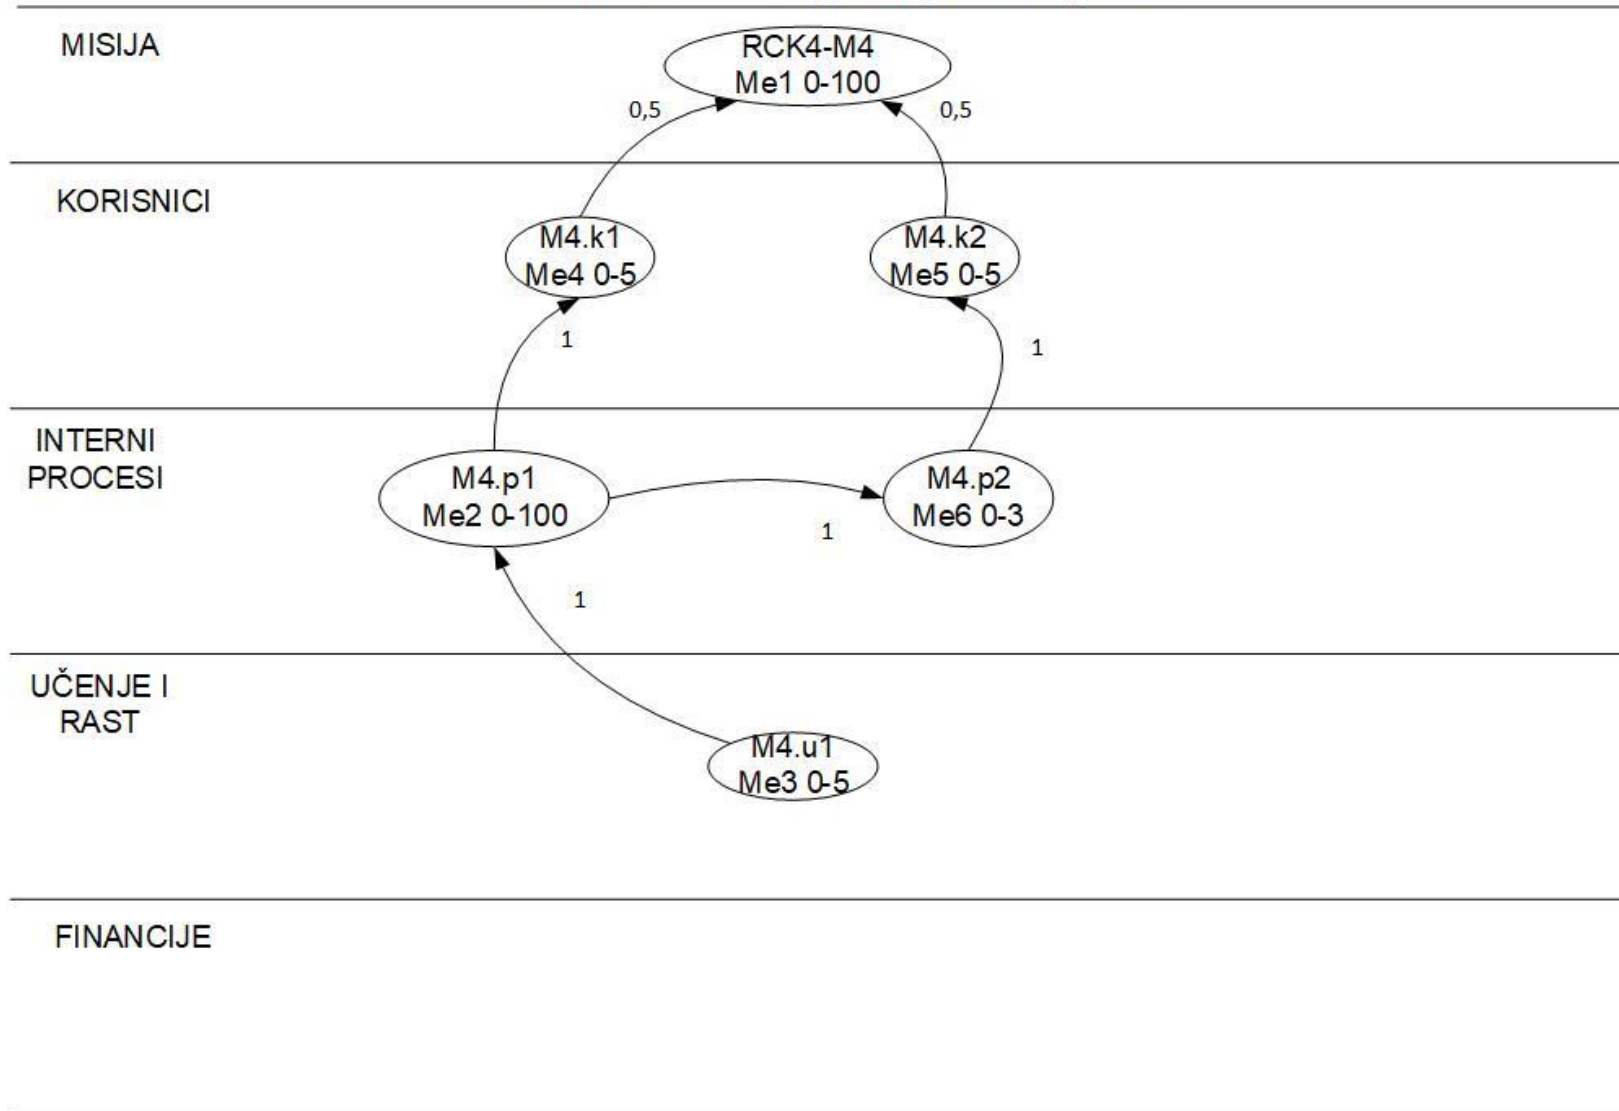 MISIJA
RCK4-M4
Me1 0-100
0,5
0,5
KORISNICI
M4.k1
Me4 0-5
M4.k2
Me5 0-5
1
1
INTERNI
PROCESI
M4.p1
Me2 0-100
M4.p2
Me6 0-3
1
1
UČENJE I
RAST
M4.u1
Me3 0-5
FINANCIJE